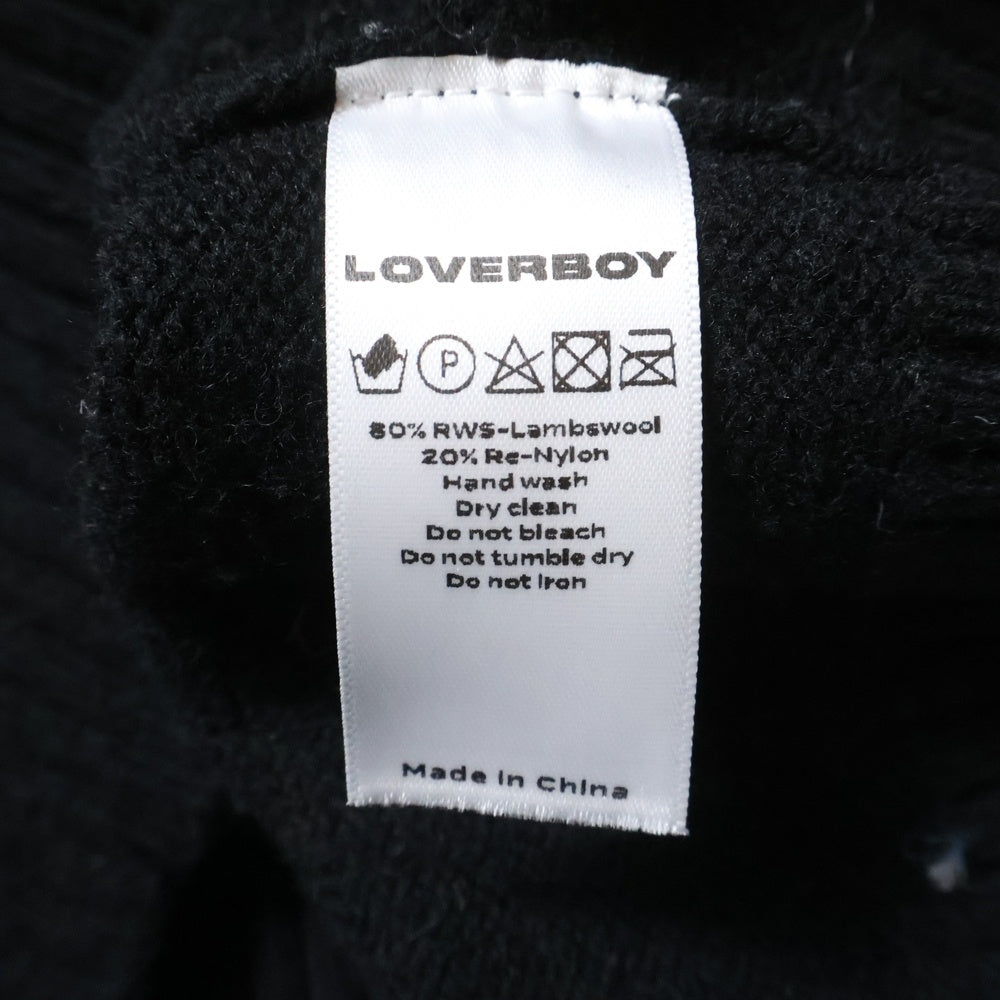 LOVERBOY
P
80% RWS-Lambswool
20% Re-Nylon
Hand wash
Dry clean
Do not bleach
Do not tumble dry
Do not Iron
Made in China